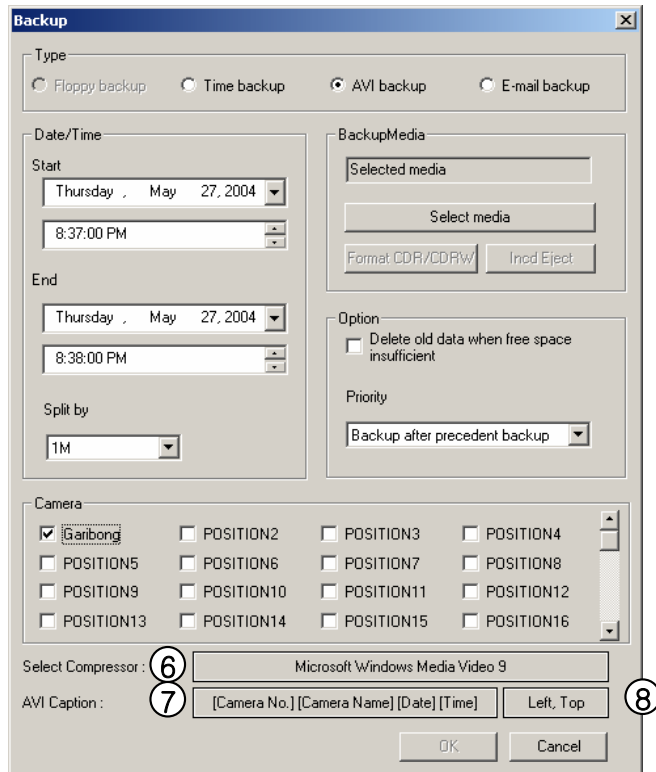 Backup
Type
Floppy backup Time backup AVI backup E-mail backup
Date/Time
Start
Thursday , May 27, 2004
8:37:00 PM
End
Thursday , May 27, 2004
8:38:00 PM
Split by
1M
BackupMedia
Selected media
Select media
Format CDR/CDRW Incd Eject
Option
Delete old data when free space
insufficient
Priority
Backup after precedent backup
Camera
Garibong POSITION2 POSITION3 POSITION4
POSITION5 POSITION6 POSITION7 POSITION8
POSITION9 POSITION10 POSITION11 POSITION12
POSITION13 POSITION14 POSITION15 POSITION16
Select Compressor : 6 Microsoft Windows Media Video 9
AVI Caption : 7 [Camera No.] [Camera Name] [Date] [Time] Left, Top 8
OK Cancel